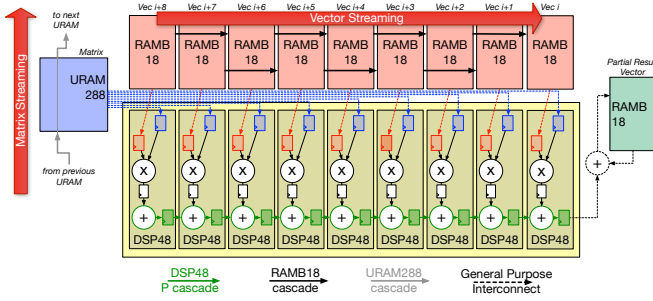 to next
URAM
Vec i+8
Vec i+7
Vec i+6
Vec i+5
Vec i+4
Vec i+3
Vec i+2
Vec i+1
Vec i
Vector Streaming
Matrix Streaming
Matrix
URAM
288
RAMB
18
RAMB
18
RAMB
18
RAMB
18
RAMB
18
RAMB
18
RAMB
18
RAMB
18
RAMB
18
Partial Resu
Vector
RAMB
18
from previous
URAM
X
X
X
X
X
X
X
X
X
+
+
+
+
+
+
+
+
+
+
DSP48
DSP48
DSP48
DSP48
DSP48
DSP48
DSP48
DSP48
DSP48
DSP48
P cascade
RAMB18
cascade
URAM288
cascade
General Purpose
Interconnect